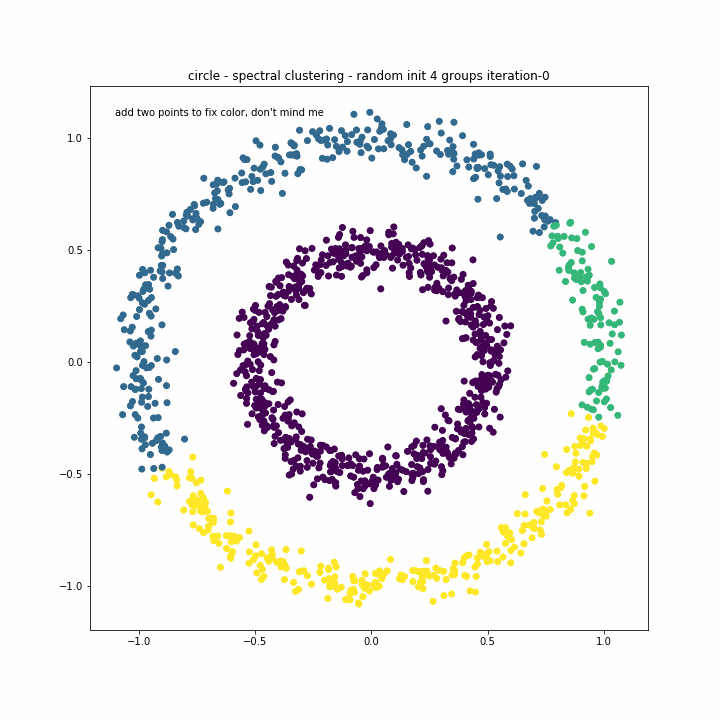 circle - spectral clustering - random init 4 groups iteration-0
add two points to fix color, don't mind me
1.0
0.5
0.0
−0.5
−1.0
−1.0 −0.5 0.0 0.5 1.0